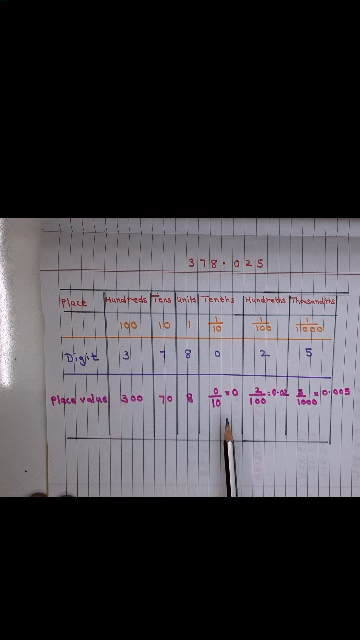 378.025
Place Hundreds Tens Units Tenths Hundreths Thousandths
100 10 1 1/10 1/100 1/1000
Digit 3 7 8 0 2 5
Place value 300 70 8 0/10 = 0 2/100 = 0.02 5/1000 = 0.005